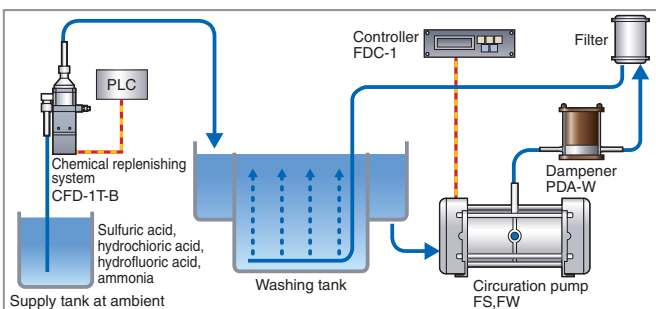 PLC
Chemical replenishing
system
CFD-1T-B
Sulfuric acid,
hydrochioric acid,
hydrofluoric acid,
ammonia
Supply tank at ambient
Washing tank
Controller
FDC-1
Filter
Dampener
PDA-W
Circuration pump
FS,FW